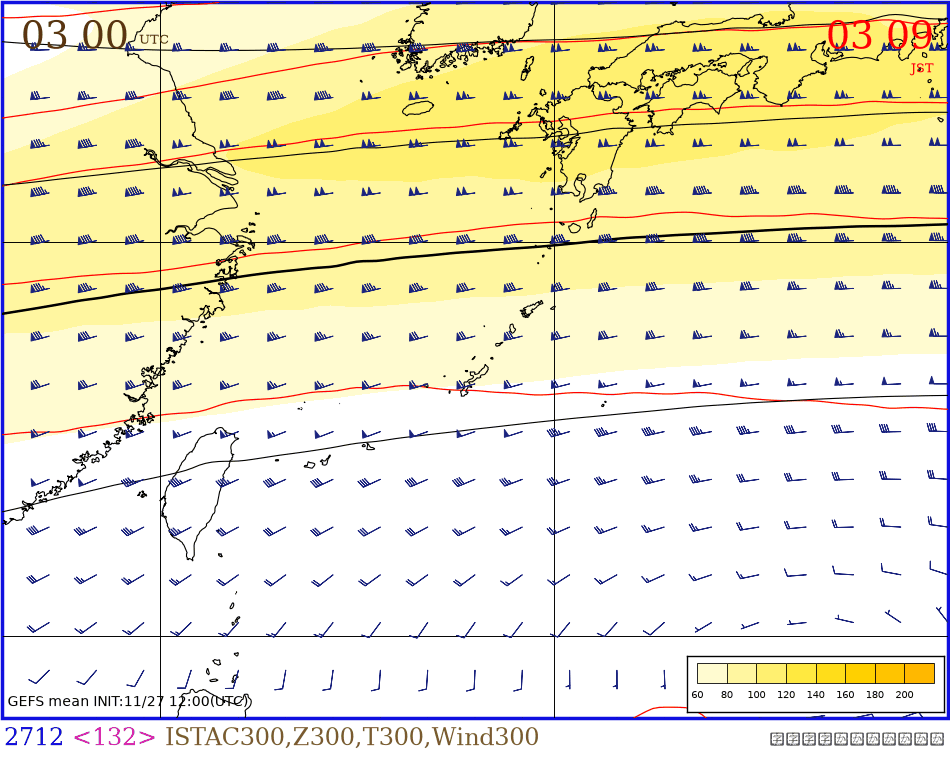 03 00 UTC
03 09 JST
60 80 100 120 140 160 180 200
GEFS mean INIT:11/27 12:00(UTC)
2712 <132> ISTAC300,Z300,T300,Wind300